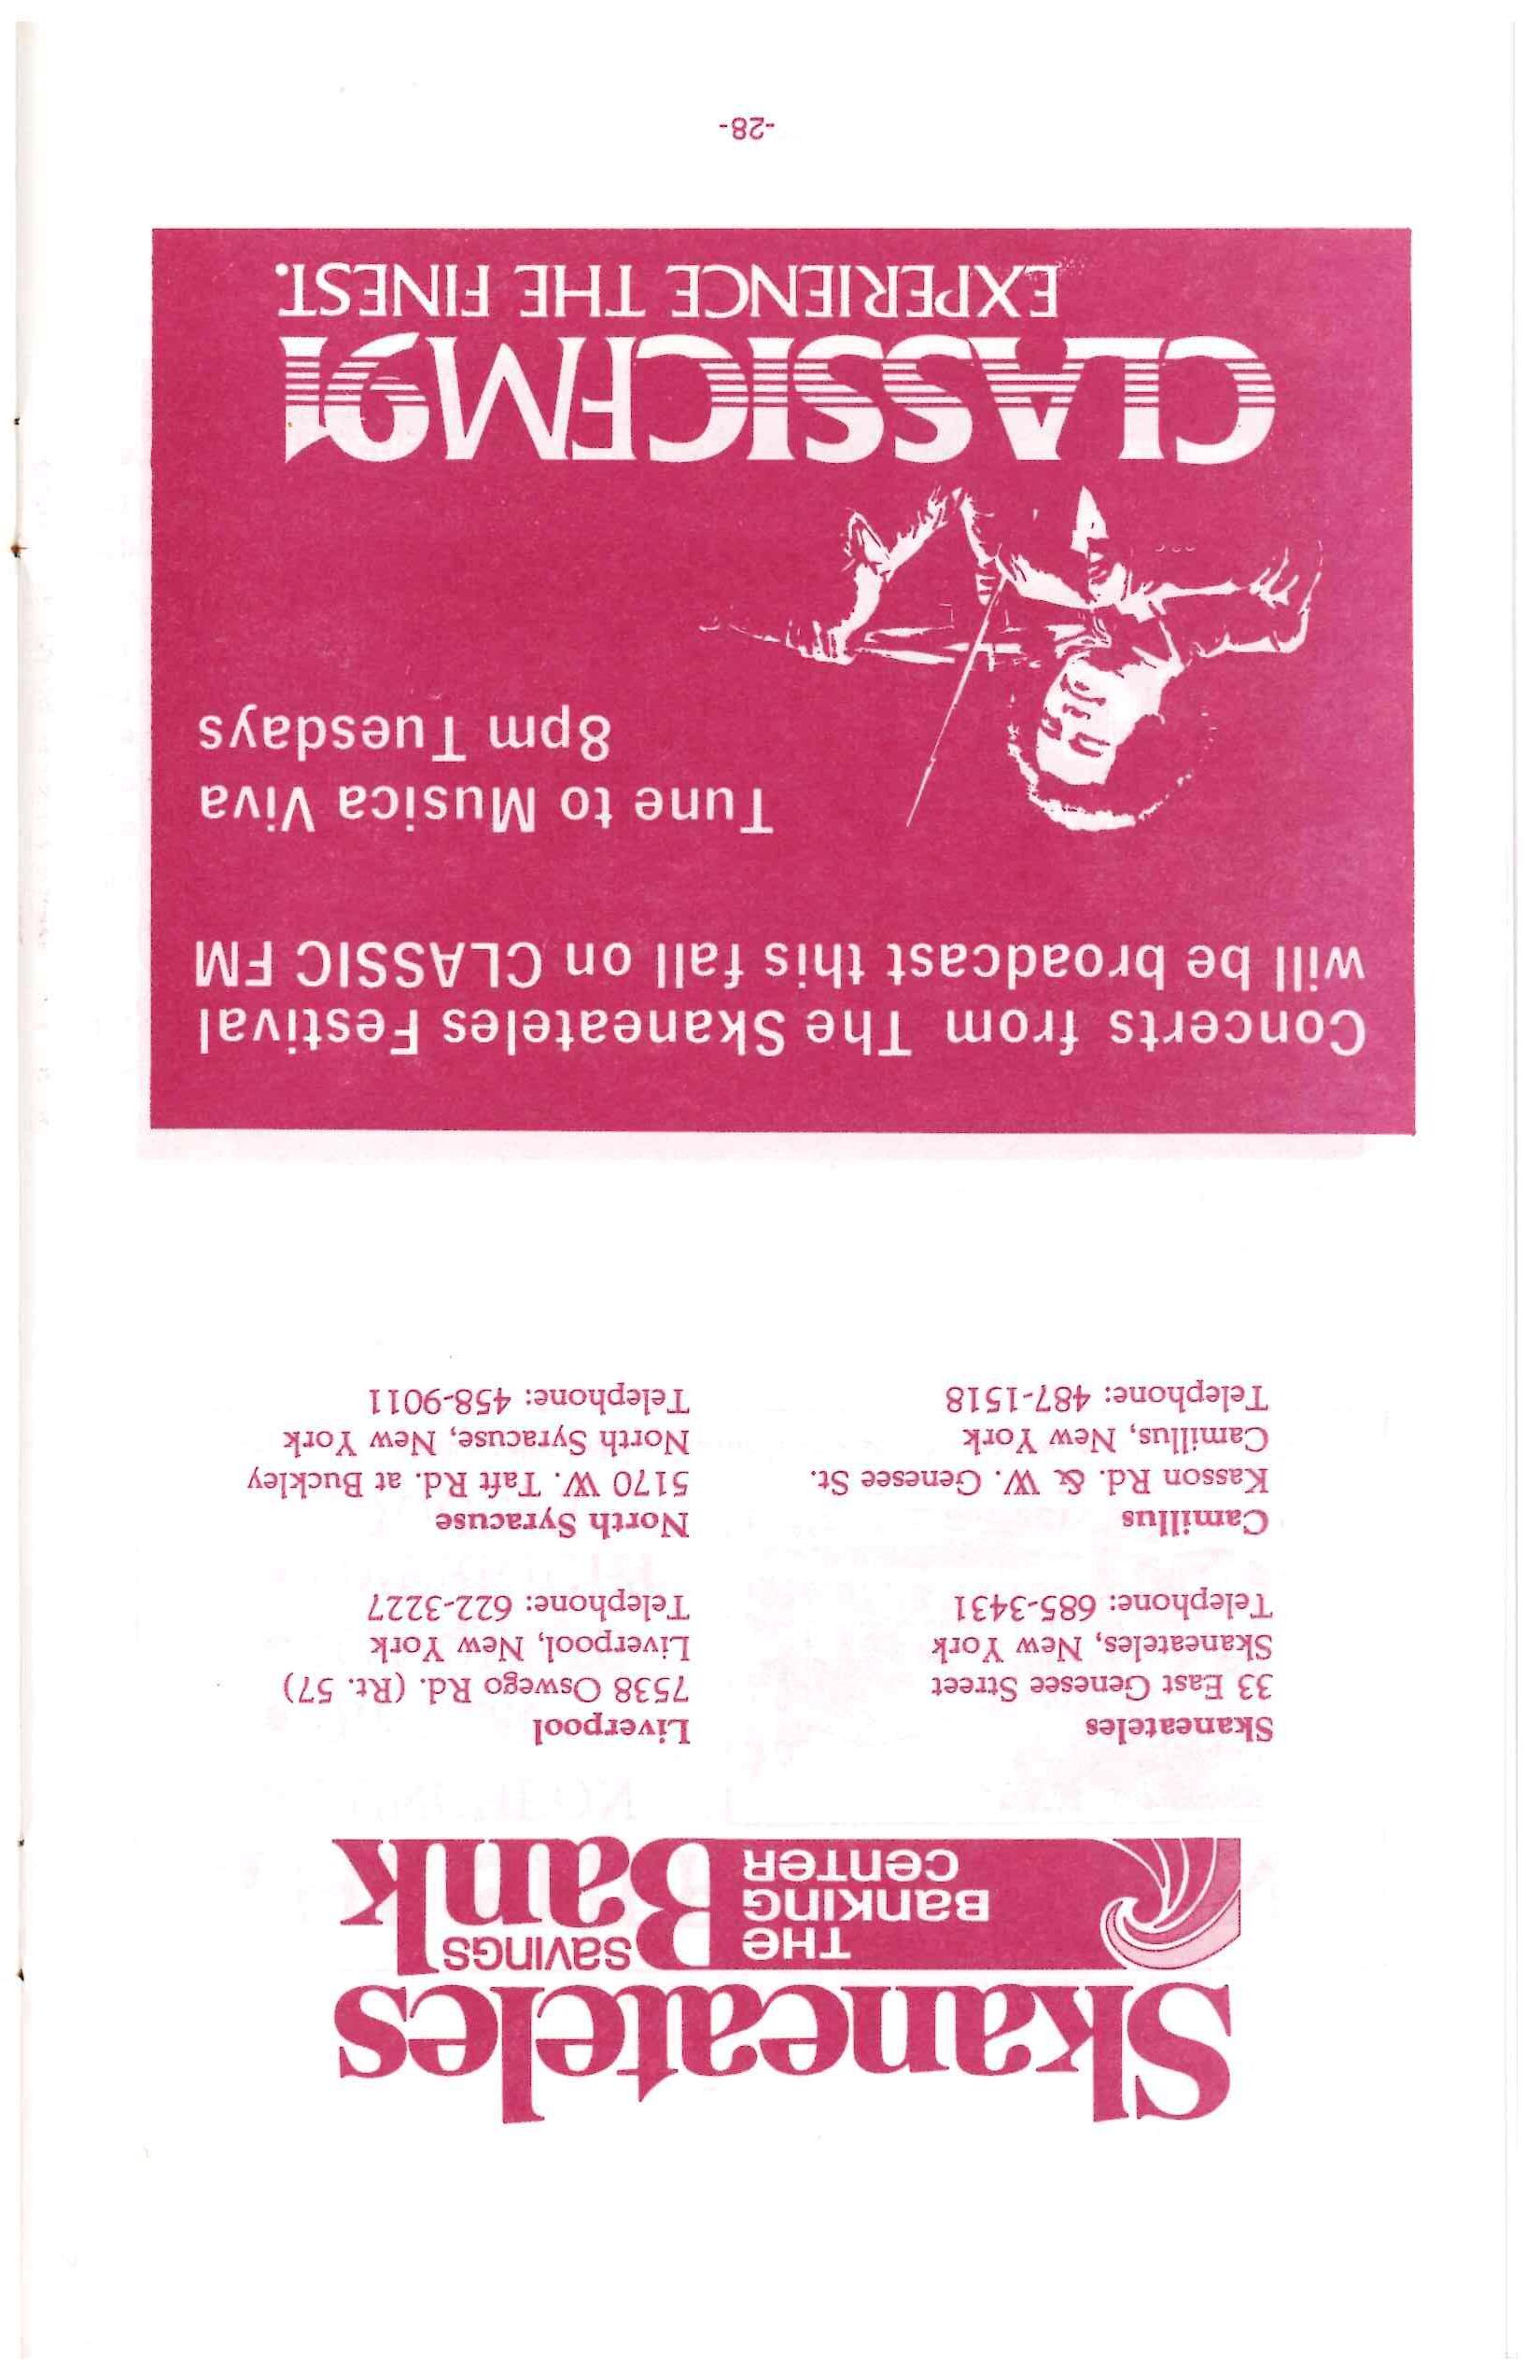 Skaneateles
THE
BANKING
CENTER
SAVINGS
Bank
Skaneateles
33 East Genesee Street
Skaneateles, New York
Telephone: 685-3431
Liverpool
7538 Oswego Rd. (Rt. 57)
Liverpool, New York
Telephone: 622-3227
Camillus
Kasson Rd. & W. Genesee St.
Camillus, New York
Telephone: 487-1518
North Syracuse
5170 W. Taft Rd. at Buckley
North Syracuse, New York
Telephone: 458-9011
Concerts from The Skaneateles Festival
will be broadcast this fall on CLASSIC FM
Tune to Musica Viva
8pm Tuesdays
CLASSICFM91
EXPERIENCE THE FINEST.
-28-